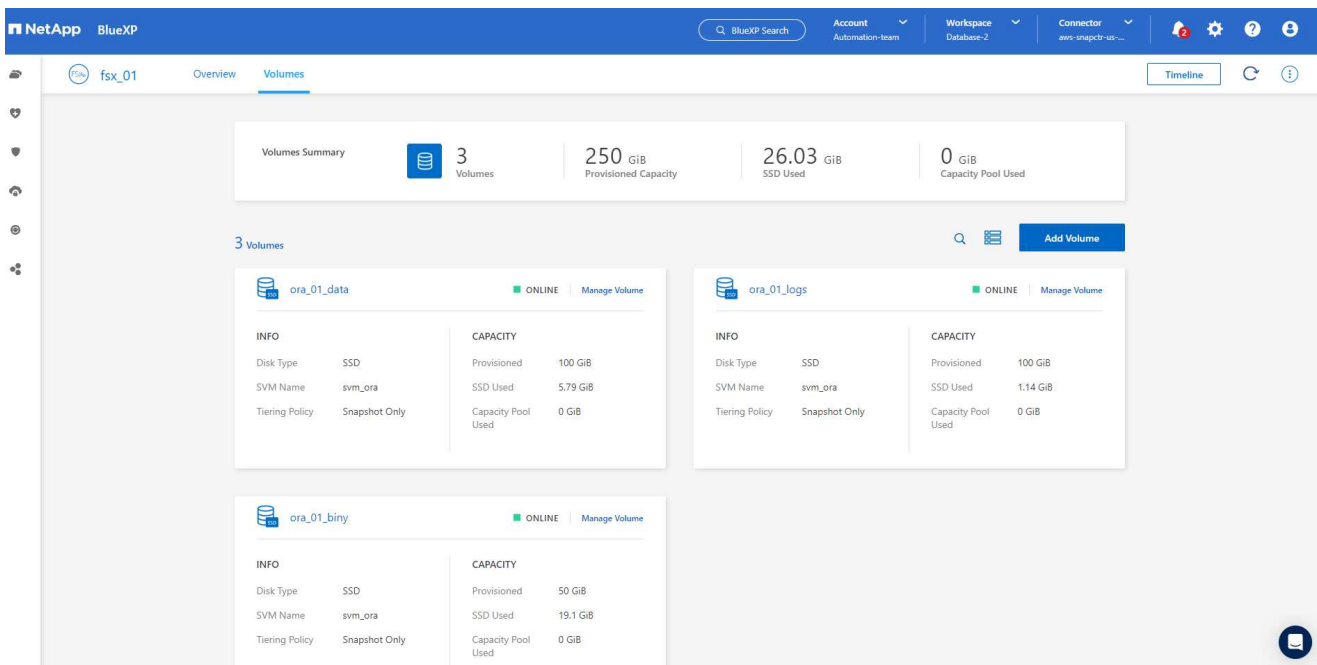 NetApp BlueXP BlueXP Search Account Workspace Connector 2
Automation-team Database-2 aws-snapctr-us-...
FSXN fsx_01 Overview Volumes Timeline
Volumes Summary 3 250 GiB 26.03 GiB 0 GiB
Volumes Provisioned Capacity SSD Used Capacity Pool Used
3 Volumes Add Volume
SSD ora_01_data ONLINE Manage Volume
INFO CAPACITY
Disk Type SSD Provisioned 100 GiB
SVM Name svm_ora SSD Used 5.79 GiB
Tiering Policy Snapshot Only Capacity Pool 0 GiB
Used
SSD ora_01_logs ONLINE Manage Volume
INFO CAPACITY
Disk Type SSD Provisioned 100 GiB
SVM Name svm_ora SSD Used 1.14 GiB
Tiering Policy Snapshot Only Capacity Pool 0 GiB
Used
SSD ora_01_biny ONLINE Manage Volume
INFO CAPACITY
Disk Type SSD Provisioned 50 GiB
SVM Name svm_ora SSD Used 19.1 GiB
Tiering Policy Snapshot Only Capacity Pool 0 GiB
Used